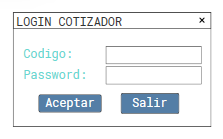 LOGIN COTIZADOR ×
Codigo:
Password:
Aceptar Salir